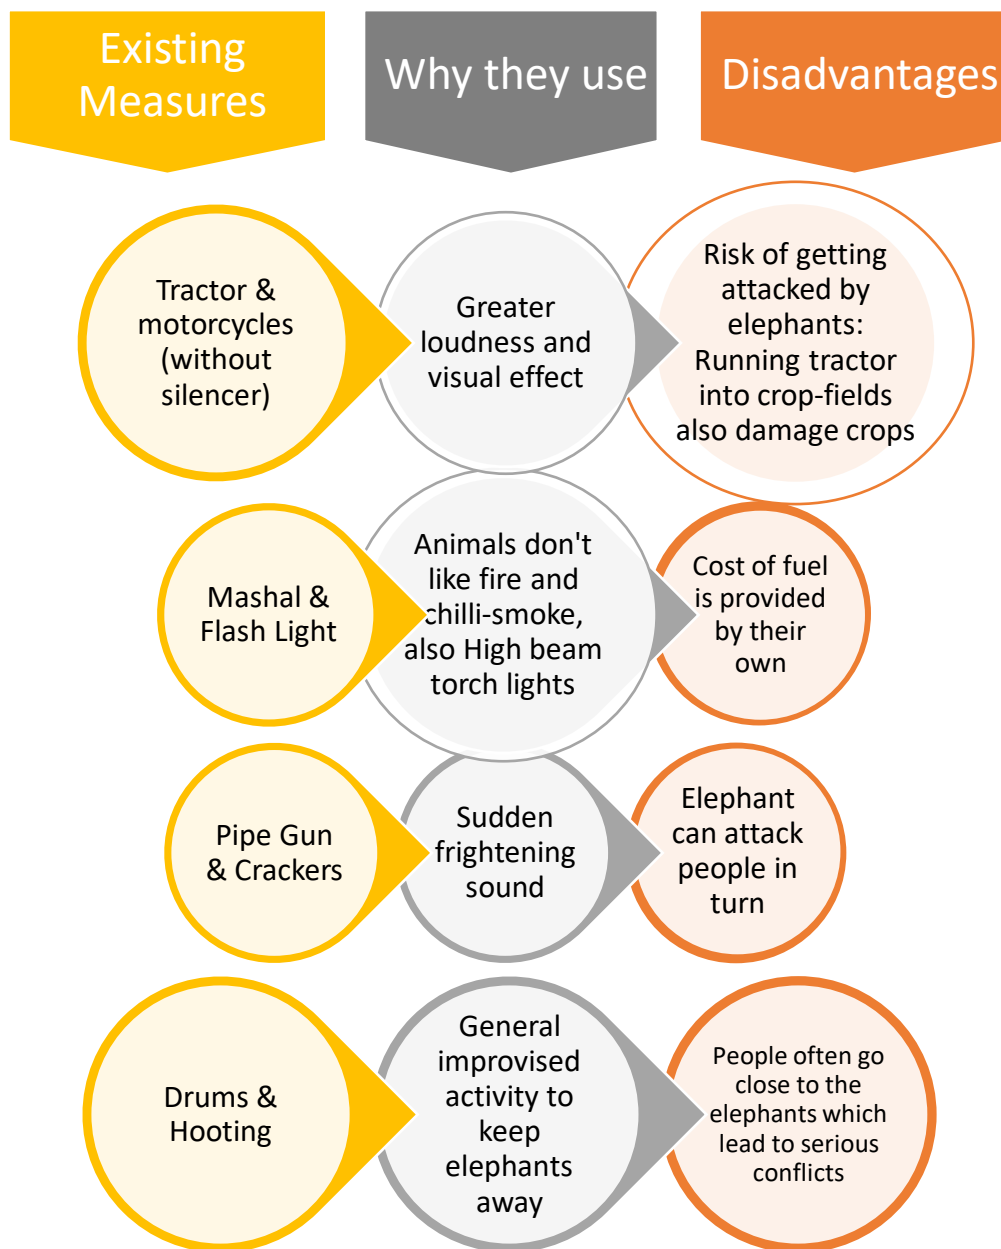 Existing
Measures
Why they use
Disadvantages
Tractor &
motorcycles
(without
silencer)
Greater
loudness and
visual effect
Risk of getting
attacked by
elephants:
Running tractor
into crop-fields
also damage crops
Mashal &
Flash Light
Animals don't
like fire and
chilli-smoke,
also High beam
torch lights
Cost of fuel
is provided
by their
own
Pipe Gun
& Crackers
Sudden
frightening
sound
Elephant
can attack
people in
turn
Drums &
Hooting
General
improvised
activity to
keep
elephants
away
People often go
close to the
elephants which
lead to serious
conflicts